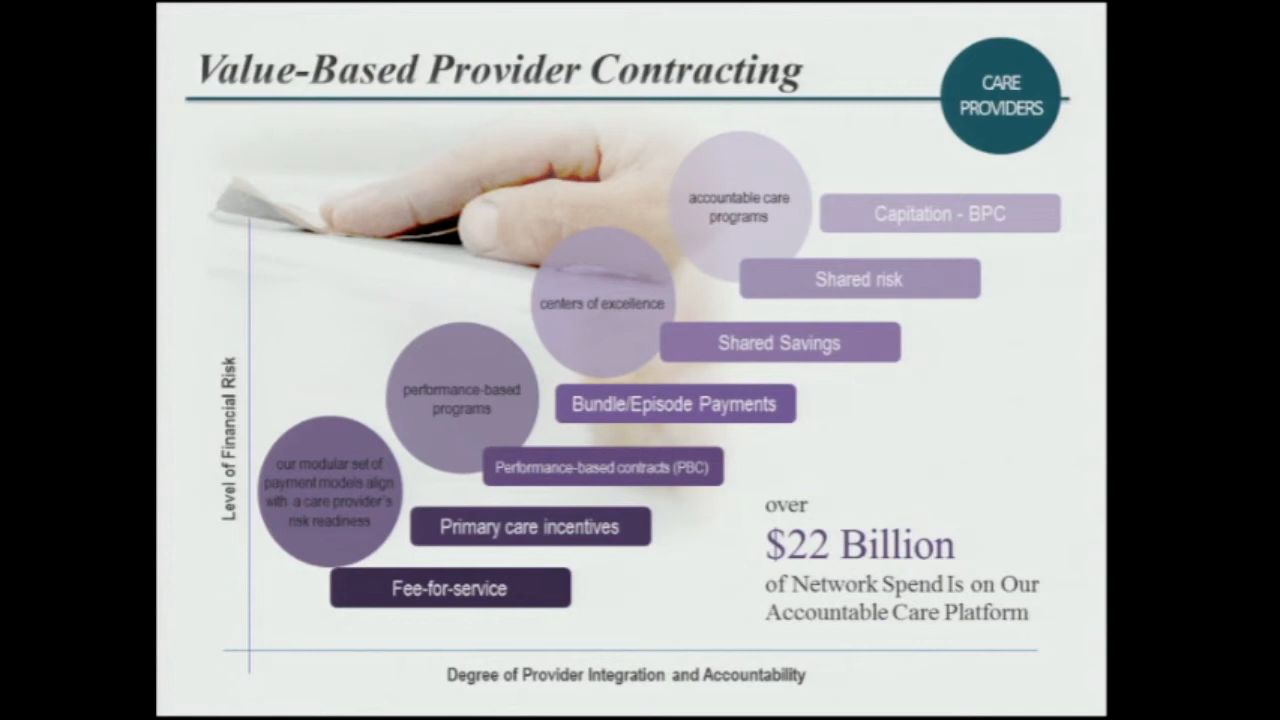 Value-Based Provider Contracting
CARE
PROVIDERS
accountable care
programs
Capitation - BPC
Shared risk
centers of excellence
Shared Savings
performance-based
programs
Bundle/Episode Payments
Performance-based contracts (PBC)
our modular set of
payment models align
with a care provider's
risk readiness
Primary care incentives
Fee-for-service
Level of Financial Risk
over
$22 Billion
of Network Spend Is on Our
Accountable Care Platform
Degree of Provider Integration and Accountability